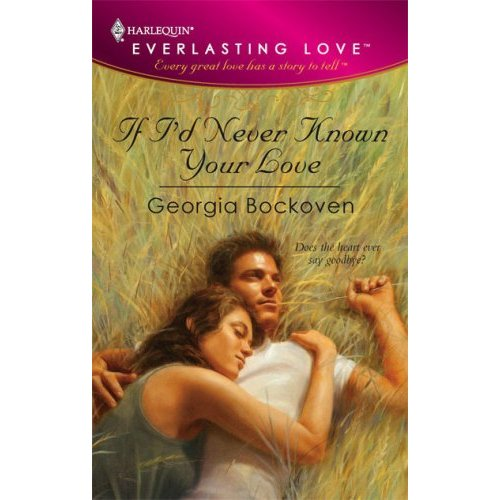 HARLEQUIN®
EVERLASTING LOVE™
Every great love has a story to tell™
If I'd Never Known
Your Love
Georgia Bockoven
Does the heart ever
say goodbye?